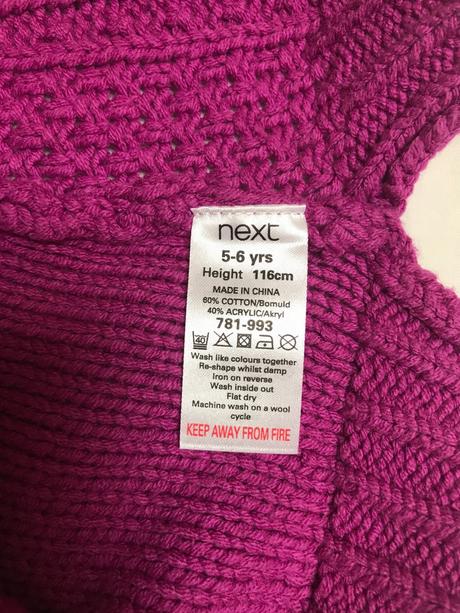 next
5-6 yrs
Height 116cm
MADE IN CHINA
60% COTTON/Bomuld
40% ACRYLIC/Akryl
781-993
40
Wash like colours together
Re-shape whilst damp
Iron on reverse
Wash inside out
Flat dry
Machine wash on a wool
cycle
KEEP AWAY FROM FIRE